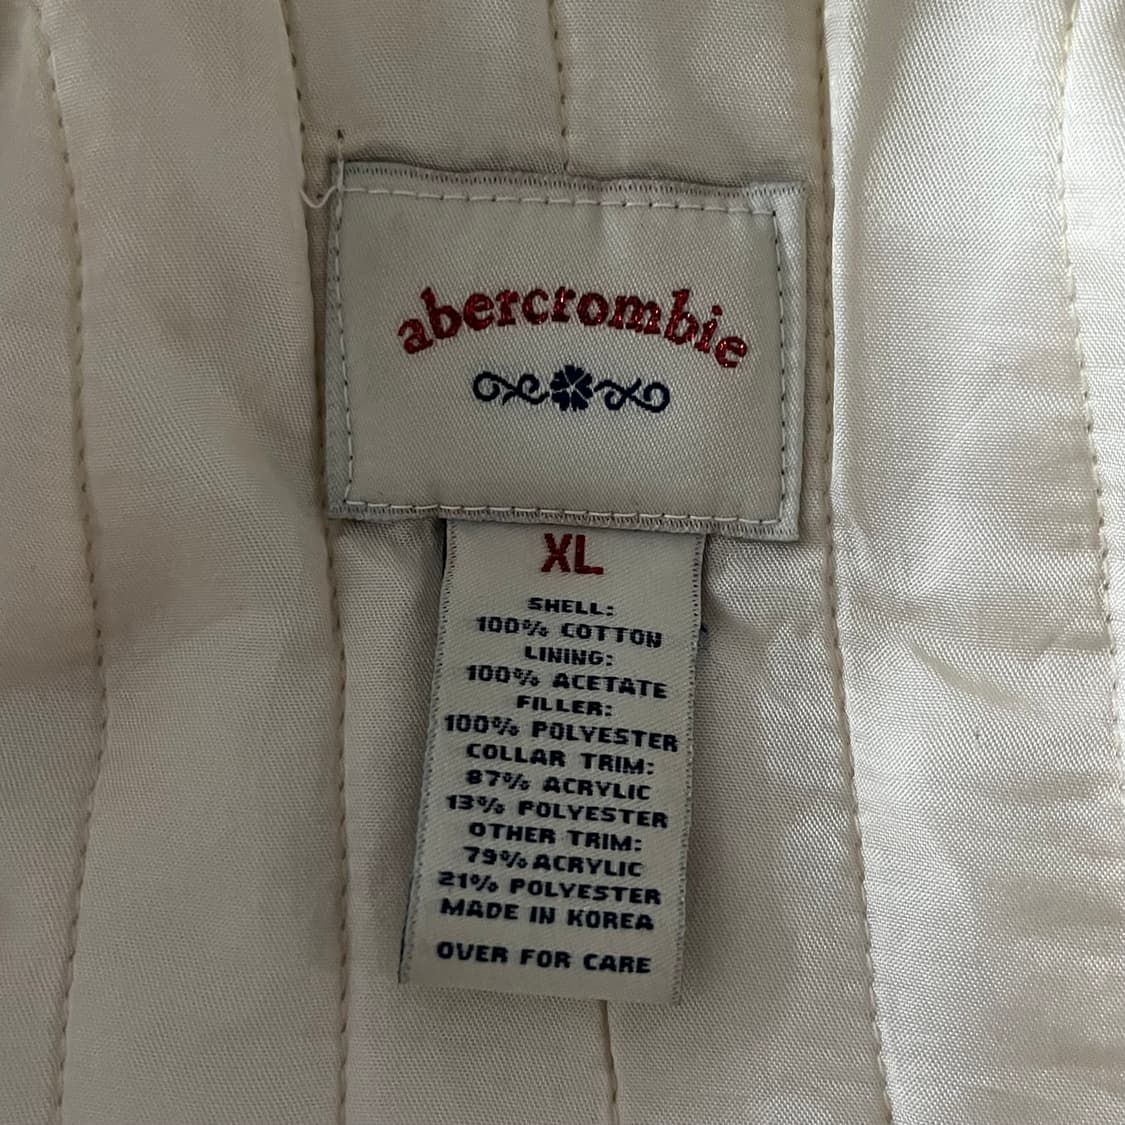 abercrombie
XL
SHELL:
100% COTTON
LINING:
100% ACETATE
FILLER:
100% POLYESTER
COLLAR TRIM:
87% ACRYLIC
13% POLYESTER
OTHER TRIM:
79% ACRYLIC
21% POLYESTER
MADE IN KOREA
OVER FOR CARE